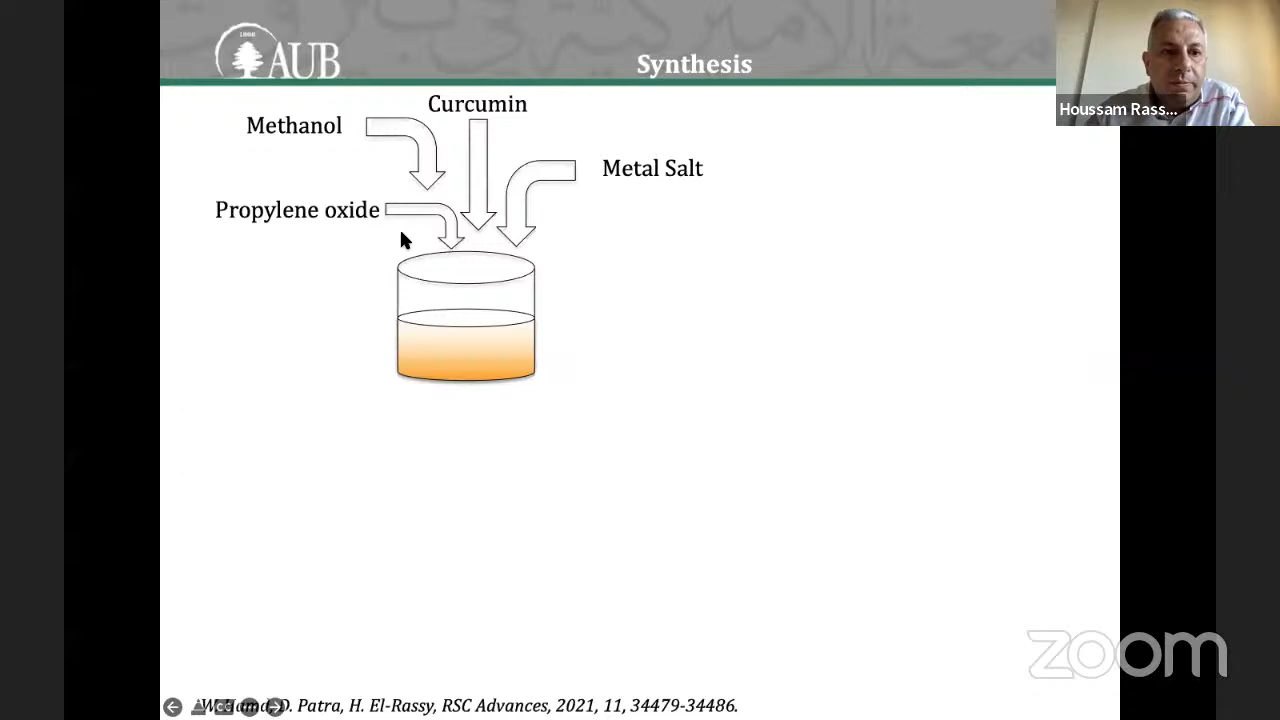 1866
AUB
Synthesis
Houssam Rass...
Curcumin
Methanol
Metal Salt
Propylene oxide
zoom
D. Patra, H. El-Rassy, RSC Advances, 2021, 11, 34479-34486.